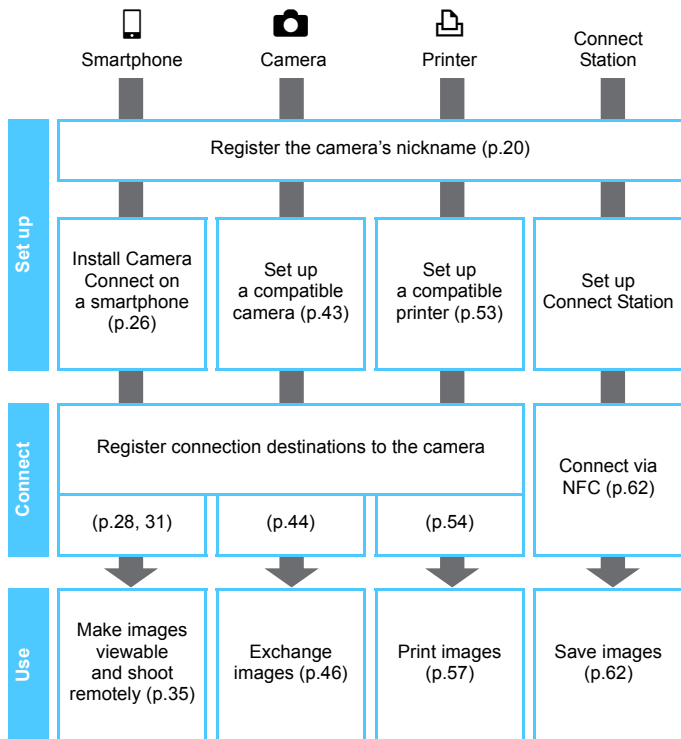 Smartphone
Camera
Printer
Connect
Station
Set up
Register the camera’s nickname (p.20)
Install Camera
Connect on
a smartphone
(p.26)
Set up
a compatible
camera (p.43)
Set up
a compatible
printer (p.53)
Set up
Connect Station
Connect
Register connection destinations to the camera
(p.28, 31)
(p.44)
(p.54)
Connect via
NFC (p.62)
Use
Make images
viewable
and shoot
remotely (p.35)
Exchange
images (p.46)
Print images
(p.57)
Save images
(p.62)